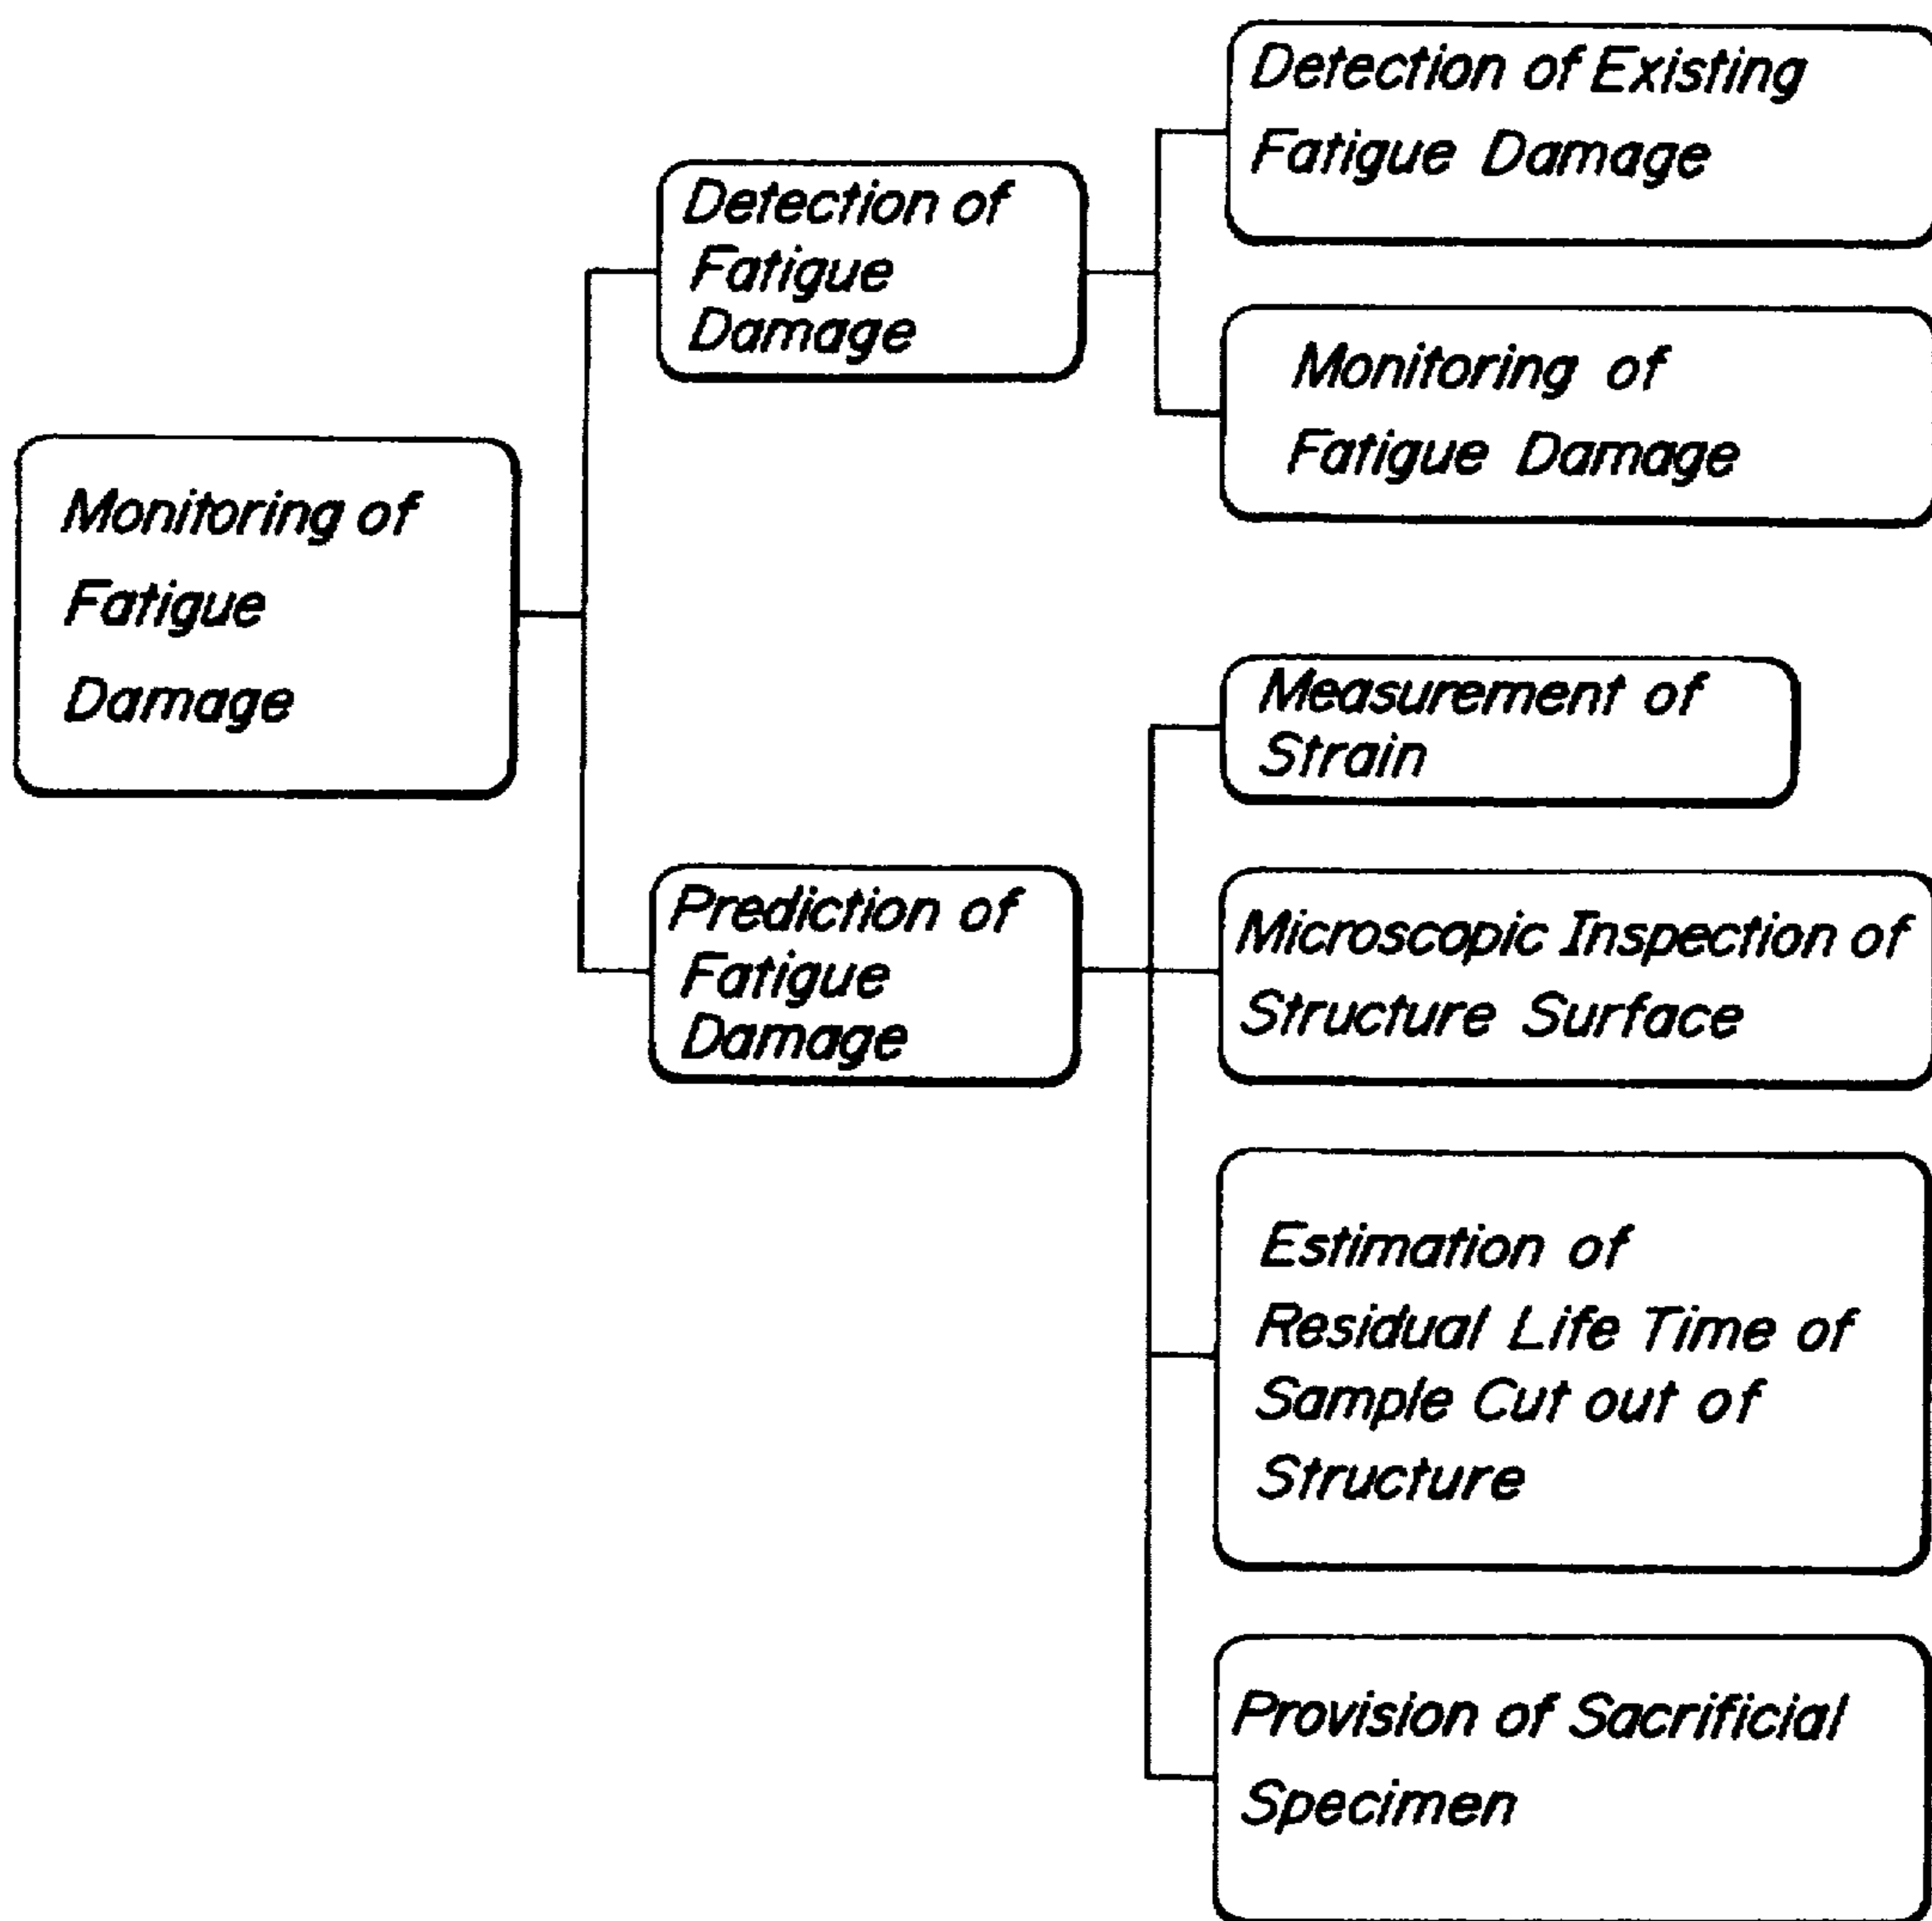 Monitoring of
Fatigue
Damage
Detection of
Fatigue
Damage
Detection of Existing
Fatigue Damage
Monitoring of
Fatigue Damage
Prediction of
Fatigue
Damage
Measurement of
Strain
Microscopic Inspection of
Structure Surface
Estimation of
Residual Life Time of
Sample Cut out of
Structure
Provision of Sacrificial
Specimen